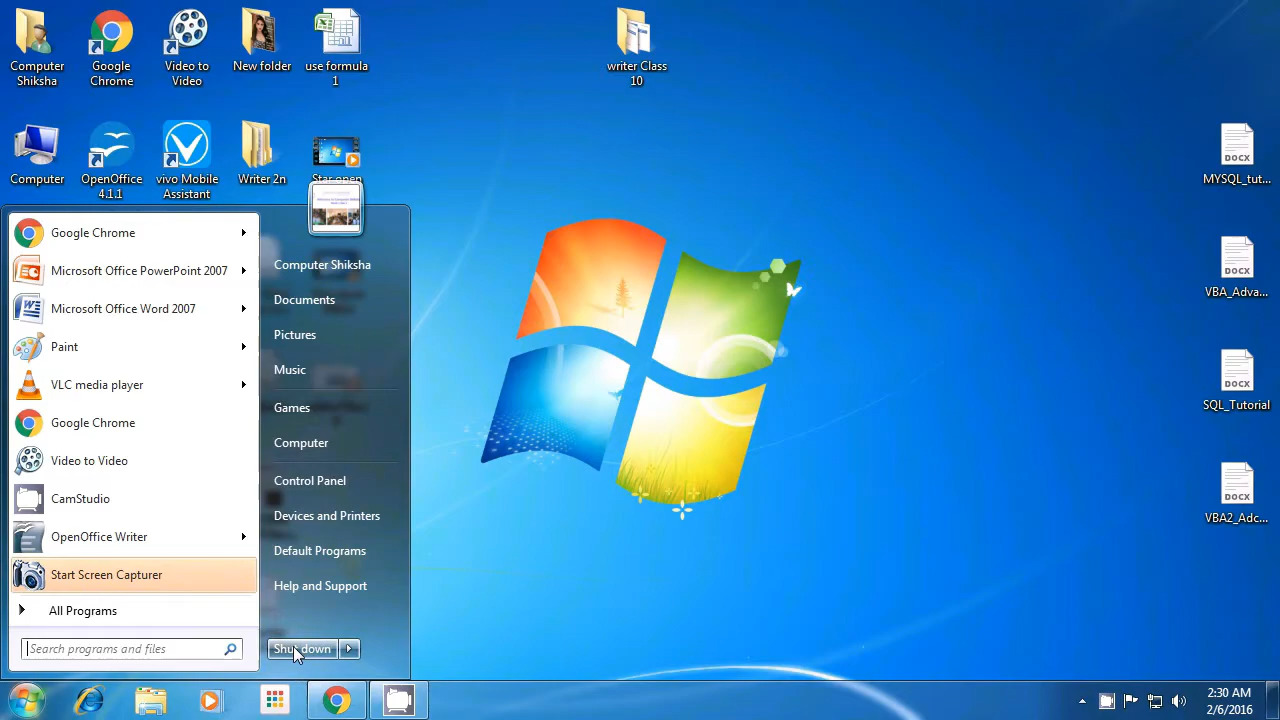 Computer
Shiksha
Google
Chrome
Video to
Video
New folder
use formula
1
writer Class
10
Computer
OpenOffice
4.1.1
vivo Mobile
Assistant
Writer 2n
Star open
MYSQL_tut...
VBA_Adva...
SQL_Tutorial
VBA2_Adc...
DOCX
DOCX
DOCX
DOCX
Google Chrome
Microsoft Office PowerPoint 2007
Microsoft Office Word 2007
Paint
VLC media player
Google Chrome
Video to Video
CamStudio
OpenOffice Writer
Start Screen Capturer
All Programs
Search programs and files
Computer Shiksha
Documents
Pictures
Music
Games
Computer
Control Panel
Devices and Printers
Default Programs
Help and Support
Shut down
2:30 AM
2/6/2016